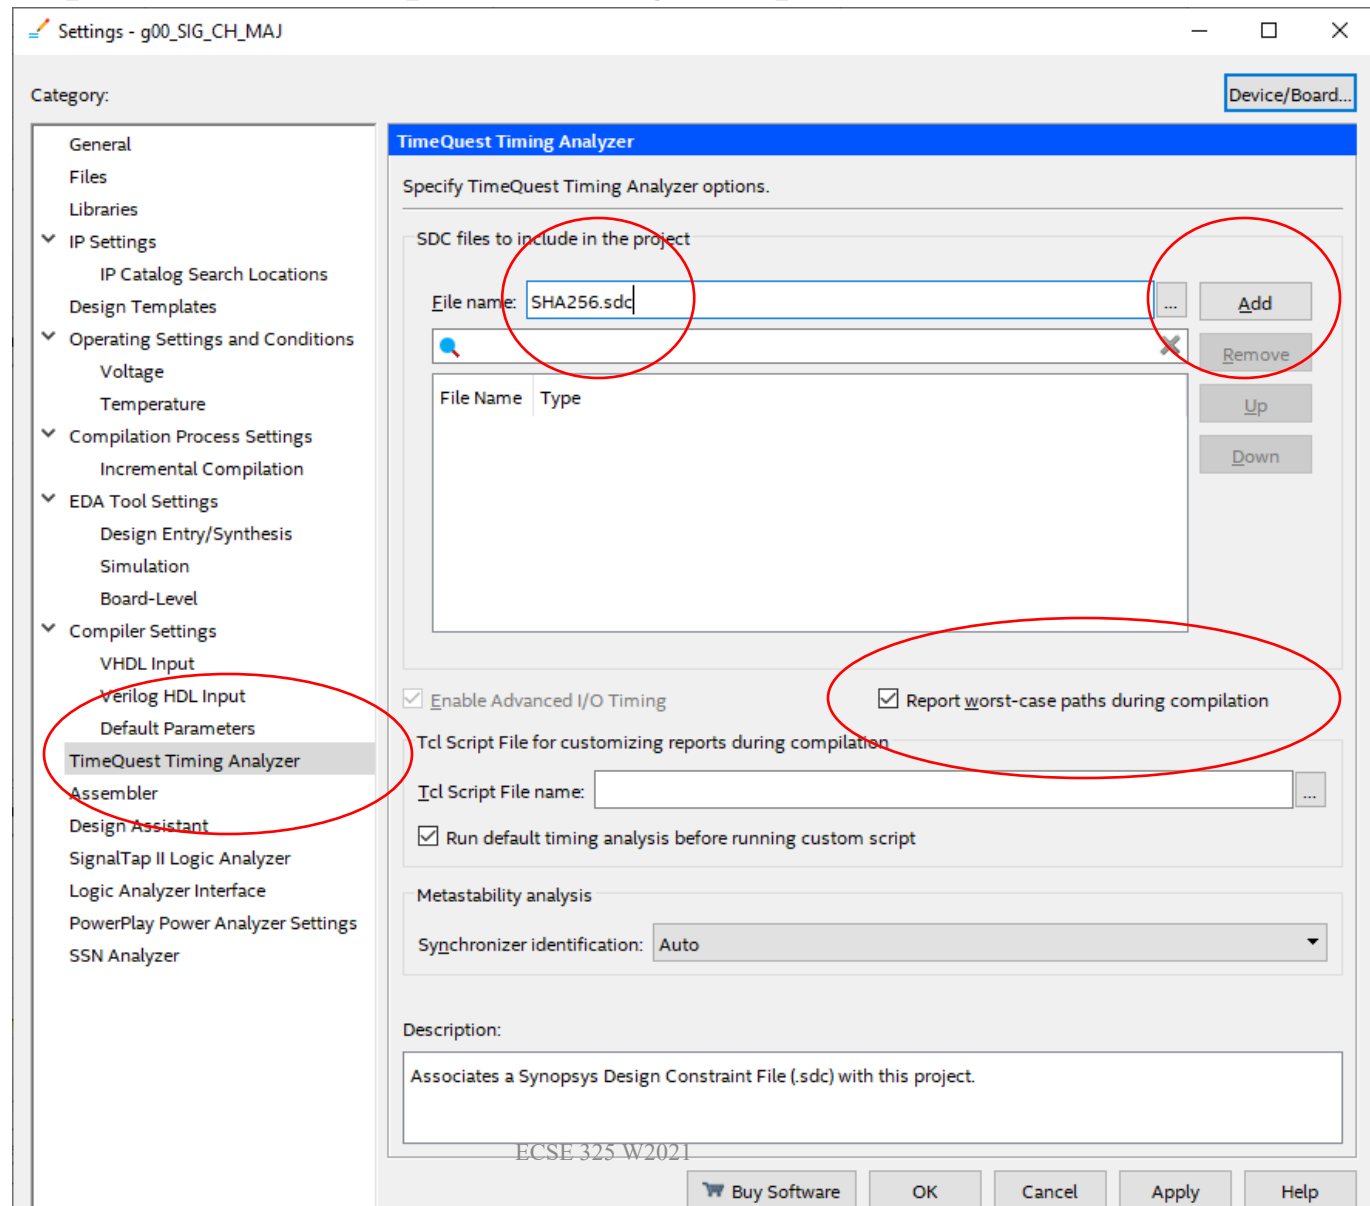 Settings - g00_SIG_CH_MAJ
Category:
Device/Board...
General
Files
Libraries
IP Settings
IP Catalog Search Locations
Design Templates
Operating Settings and Conditions
Voltage
Temperature
Compilation Process Settings
Incremental Compilation
EDA Tool Settings
Design Entry/Synthesis
Simulation
Board-Level
Compiler Settings
VHDL Input
Verilog HDL Input
Default Parameters
TimeQuest Timing Analyzer
Assembler
Design Assistant
SignalTap II Logic Analyzer
Logic Analyzer Interface
PowerPlay Power Analyzer Settings
SSN Analyzer
TimeQuest Timing Analyzer
Specify TimeQuest Timing Analyzer options.
SDC files to include in the project
File name: SHA256.sdc ... Add
Remove
File Name Type
Up
Down
Enable Advanced I/O Timing
Report worst-case paths during compilation
Tcl Script File for customizing reports during compilation
Tcl Script File name: ...
Run default timing analysis before running custom script
Metastability analysis
Synchronizer identification: Auto
Description:
Associates a Synopsys Design Constraint File (.sdc) with this project.
ECSE 325 W2021
Buy Software OK Cancel Apply Help